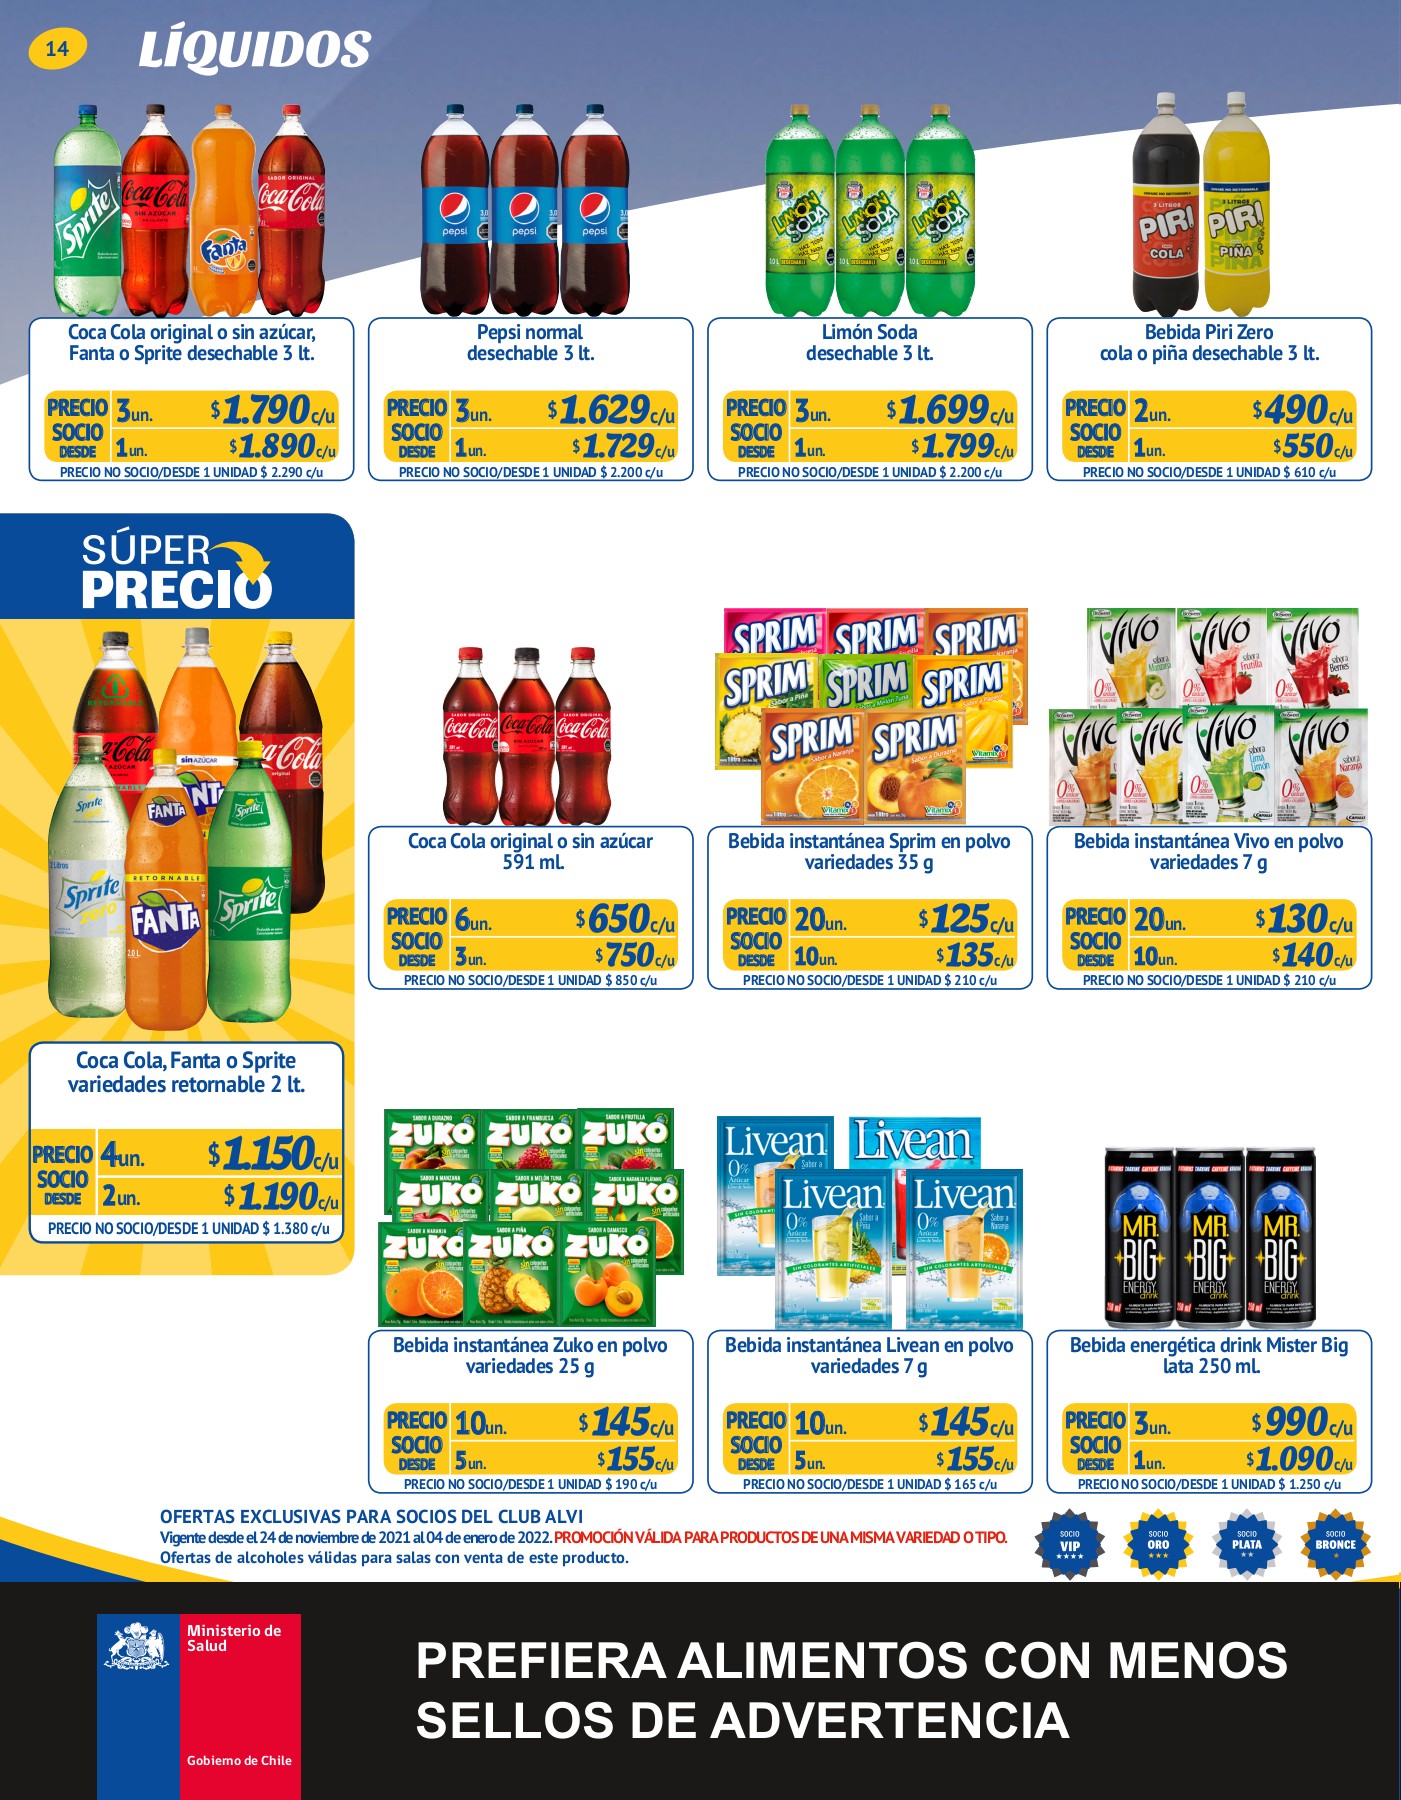 14
LÍQUIDOS
Coca Cola original o sin azúcar,
Fanta o Sprite desechable 3 lt.
PRECIO SOCIO DESDE
3un. $1.790c/u
1un. $1.890c/u
PRECIO NO SOCIO/DESDE 1 UNIDAD $ 2.290 c/u
Pepsi normal
desechable 3 lt.
PRECIO SOCIO DESDE
3un. $1.629c/u
1un. $1.729c/u
PRECIO NO SOCIO/DESDE 1 UNIDAD $ 2.200 c/u
Limón Soda
desechable 3 lt.
PRECIO SOCIO DESDE
3un. $1.699c/u
1un. $1.799c/u
PRECIO NO SOCIO/DESDE 1 UNIDAD $ 2.200 c/u
Bebida Piri Zero
cola o piña desechable 3 lt.
PRECIO SOCIO DESDE
2un. $490c/u
1un. $550c/u
PRECIO NO SOCIO/DESDE 1 UNIDAD $ 610 c/u
SÚPER
PRECIO
Coca Cola, Fanta o Sprite
variedades retornable 2 lt.
PRECIO SOCIO DESDE
4un. $1.150c/u
2un. $1.190c/u
PRECIO NO SOCIO/DESDE 1 UNIDAD $ 1.380 c/u
Coca Cola original o sin azúcar
591 ml.
PRECIO SOCIO DESDE
6un. $650c/u
3un. $750c/u
PRECIO NO SOCIO/DESDE 1 UNIDAD $ 850 c/u
Bebida instantánea Sprim en polvo
variedades 35 g
PRECIO SOCIO DESDE
20un. $125c/u
10un. $135c/u
PRECIO NO SOCIO/DESDE 1 UNIDAD $ 210 c/u
Bebida instantánea Vivo en polvo
variedades 7 g
PRECIO SOCIO DESDE
20un. $130c/u
10un. $140c/u
PRECIO NO SOCIO/DESDE 1 UNIDAD $ 210 c/u
Bebida instantánea Zuko en polvo
variedades 25 g
PRECIO SOCIO DESDE
10un. $145c/u
5un. $155c/u
PRECIO NO SOCIO/DESDE 1 UNIDAD $ 190 c/u
Bebida instantánea Livean en polvo
variedades 7 g
PRECIO SOCIO DESDE
10un. $145c/u
5un. $155c/u
PRECIO NO SOCIO/DESDE 1 UNIDAD $ 165 c/u
Bebida energética drink Mister Big
lata 250 ml.
PRECIO SOCIO DESDE
3un. $990c/u
1un. $1.090c/u
PRECIO NO SOCIO/DESDE 1 UNIDAD $ 1.250 c/u
OFERTAS EXCLUSIVAS PARA SOCIOS DEL CLUB ALVI
Vigente desde el 24 de noviembre de 2021 al 04 de enero de 2022. PROMOCIÓN VÁLIDA PARA PRODUCTOS DE UNA MISMA VARIEDAD O TIPO.
Ofertas de alcoholes válidas para salas con venta de este producto.
SOCIO
VIP
SOCIO
ORO
SOCIO
PLATA
SOCIO
BRONCE
Ministerio de
Salud
Gobierno de Chile
PREFIERA ALIMENTOS CON MENOS
SELLOS DE ADVERTENCIA